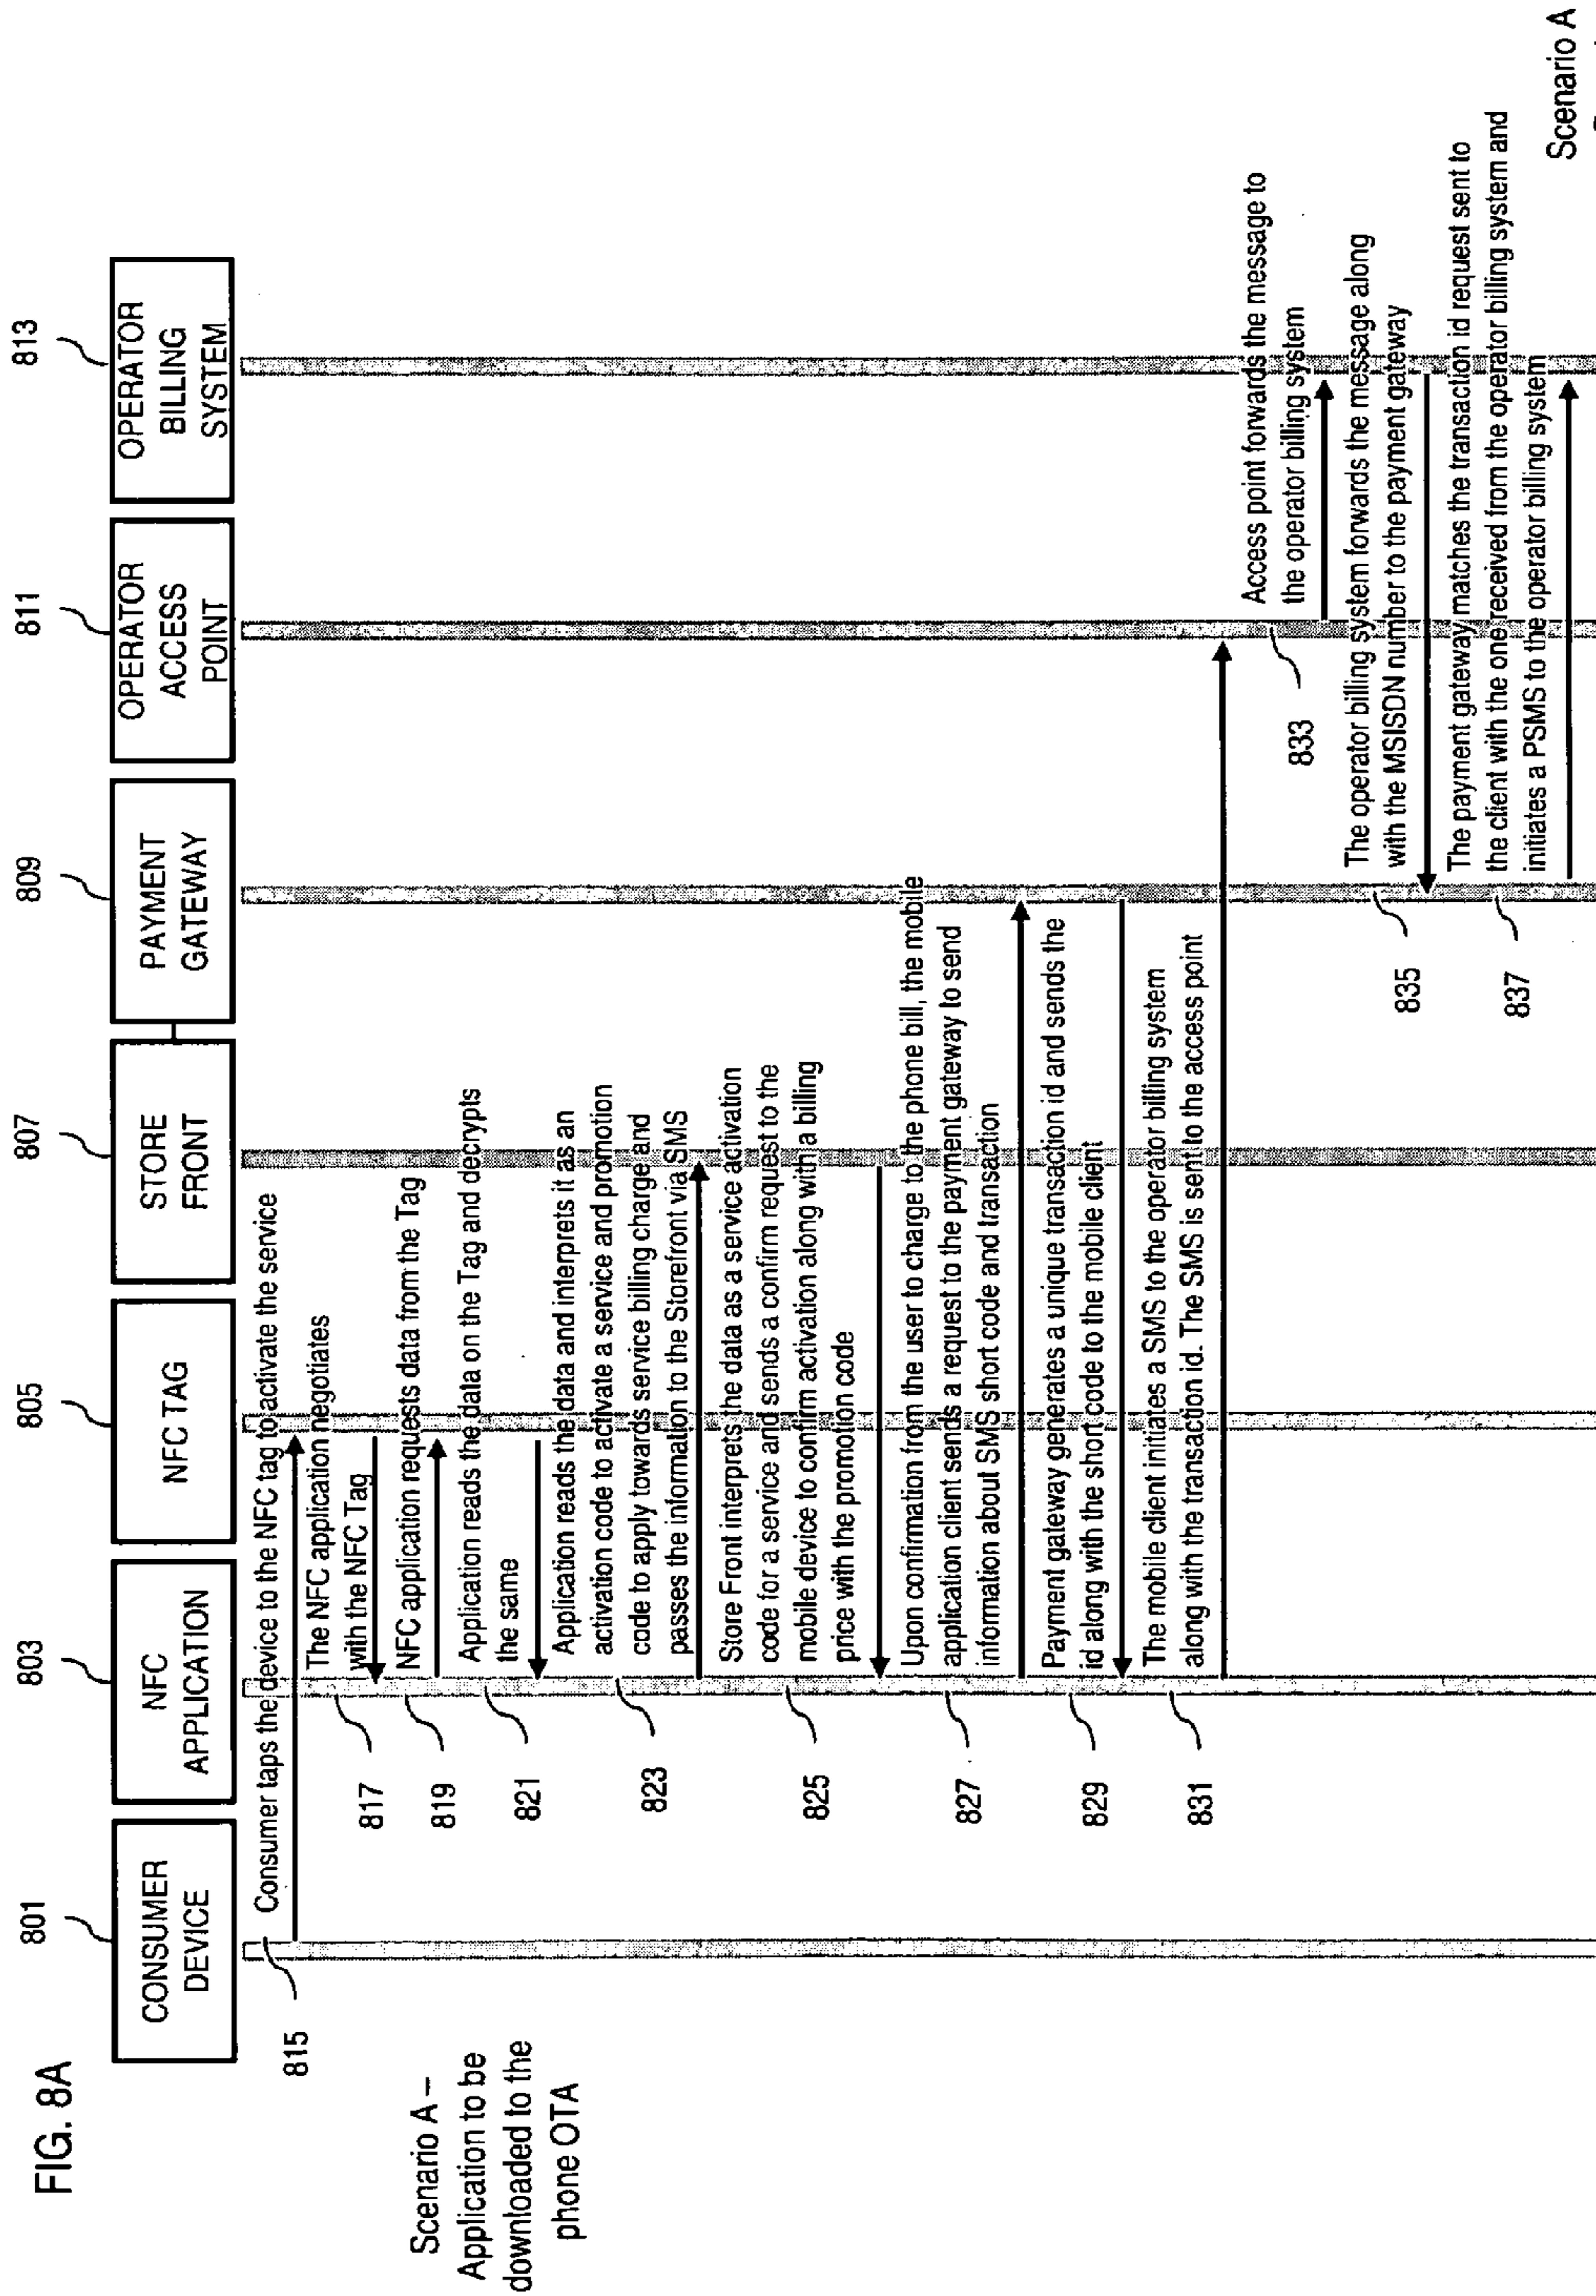 FIG. 8A
801
803
805
807
809
811
813
CONSUMER
DEVICE
NFC
APPLICATION
NFC TAG
STORE
FRONT
PAYMENT
GATEWAY
OPERATOR
ACCESS
POINT
OPERATOR
BILLING
SYSTEM
Scenario A –
Application to be
downloaded to the
phone OTA
815
Consumer taps the device to the NFC tag to activate the service
817
The NFC application negotiates
with the NFC Tag
819
NFC application requests data from the Tag
821
Application reads the data on the Tag and decrypts
the same
823
Application reads the data and interprets it as an
activation code to activate a service and promotion
code to apply towards service billing charge and
passes the information to the Storefront via SMS
825
Store Front interprets the data as a service activation
code for a service and sends a confirm request to the
mobile device to confirm activation along with a billing
price with the promotion code
827
Upon confirmation from the user to charge to the phone bill, the mobile
application client sends a request to the payment gateway to send
information about SMS short code and transaction
829
Payment gateway generates a unique transaction id and sends the
id along with the short code to the mobile client
831
The mobile client initiates a SMS to the operator billing system
along with the transaction id. The SMS is sent to the access point
833
Access point forwards the message to
the operator billing system
835
The operator billing system forwards the message along
with the MSISDN number to the payment gateway
837
The payment gateway matches the transaction id request sent to
the client with the one received from the operator billing system and
initiates a PSMS to the operator billing system
Scenario A